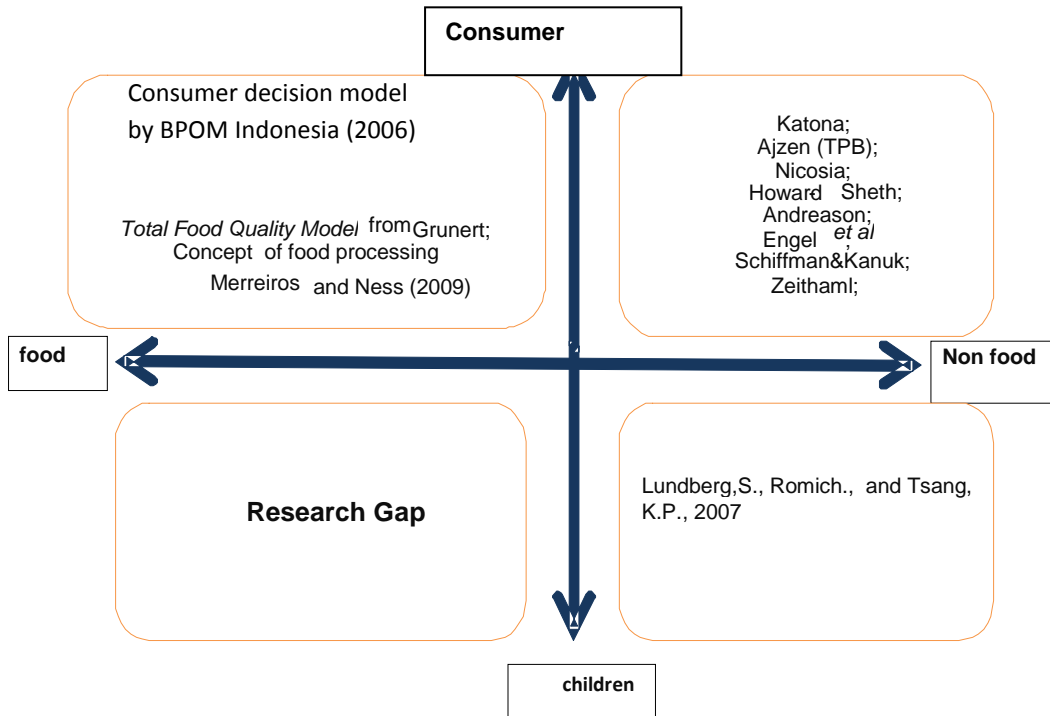 Consumer
Consumer decision model
by BPOM Indonesia (2006)
Total Food Quality Model from Grunert;
Concept of food processing
Merreiros and Ness (2009)
Katona;
Ajzen (TPB);
Nicosia;
Howard- Sheth;
Andreason;
Engel et al;
Schiffman&Kanuk;
Zeithaml;
food
Non food
Research Gap
Lundberg,S., Romich., and Tsang,
K.P., 2007
children